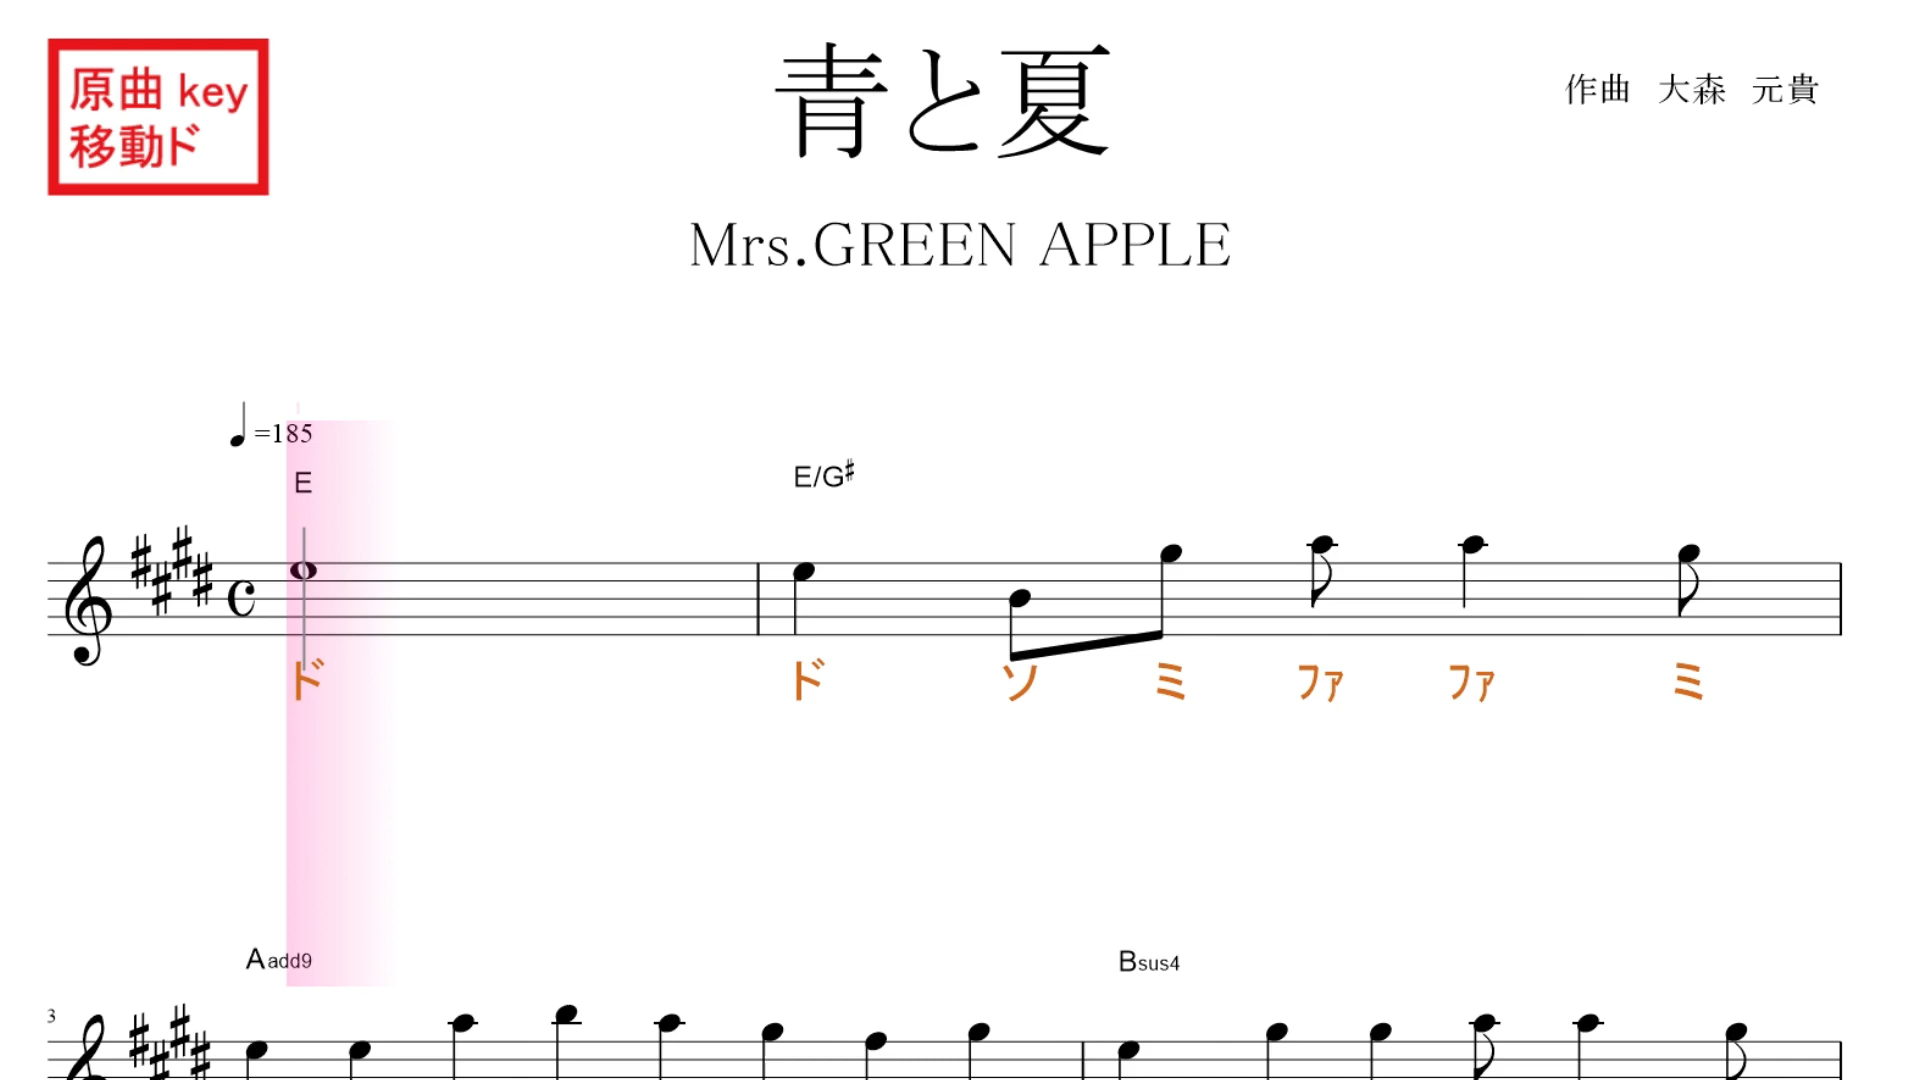 原曲 key
移動ド
青と夏
作曲　大森　元貴
Mrs.GREEN APPLE
=185
E
E/G♯
ド ド ソ ミ ファ ファ ミ
Aadd9
Bsus4
3